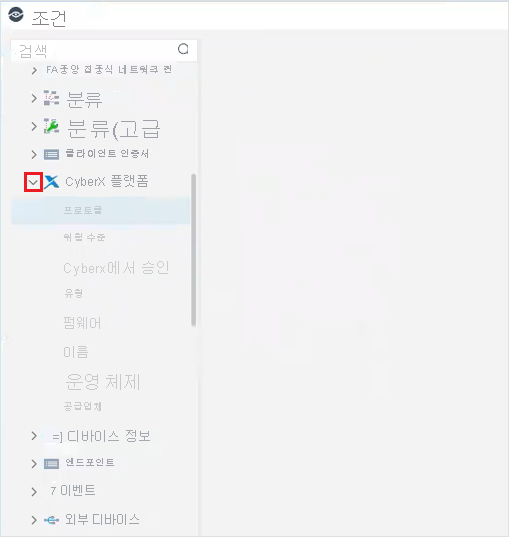 조건
검색
FA중앙 집중식 네트워크 컨
분류
분류(고급
클라이언트 인증서
CyberX 플랫폼
프로토콜
위험 수준
Cyberx에서 승인
유형
펌웨어
이름
운영 체제
공급업체
=] 디바이스 정보
엔드포인트
7 이벤트
외부 디바이스